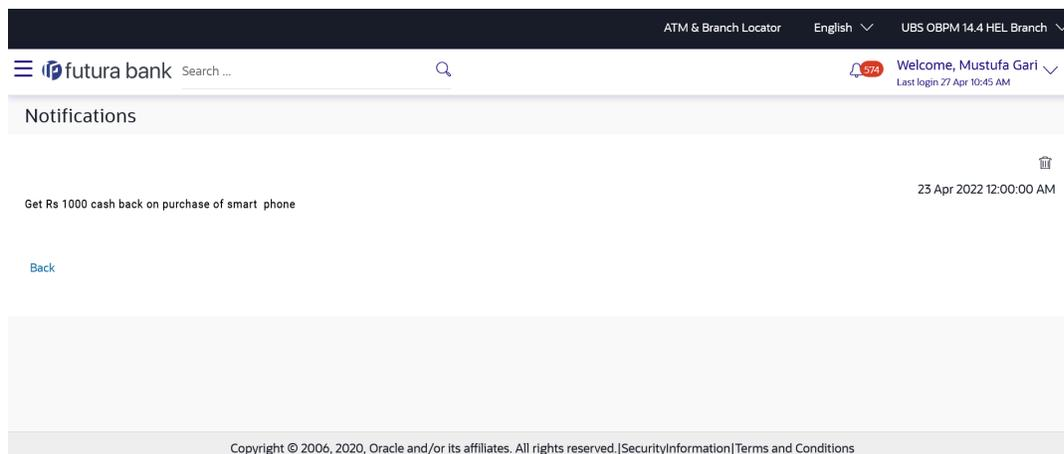 ATM & Branch Locator English UBS OBPM 14.4 HEL Branch
futura bank Search ... 574 Welcome, Mustufa Gari
Last login 27 Apr 10:45 AM
Notifications
23 Apr 2022 12:00:00 AM
Get Rs 1000 cash back on purchase of smart phone
Back
Copyright © 2006, 2020, Oracle and/or its affiliates. All rights reserved.|SecurityInformation|Terms and Conditions